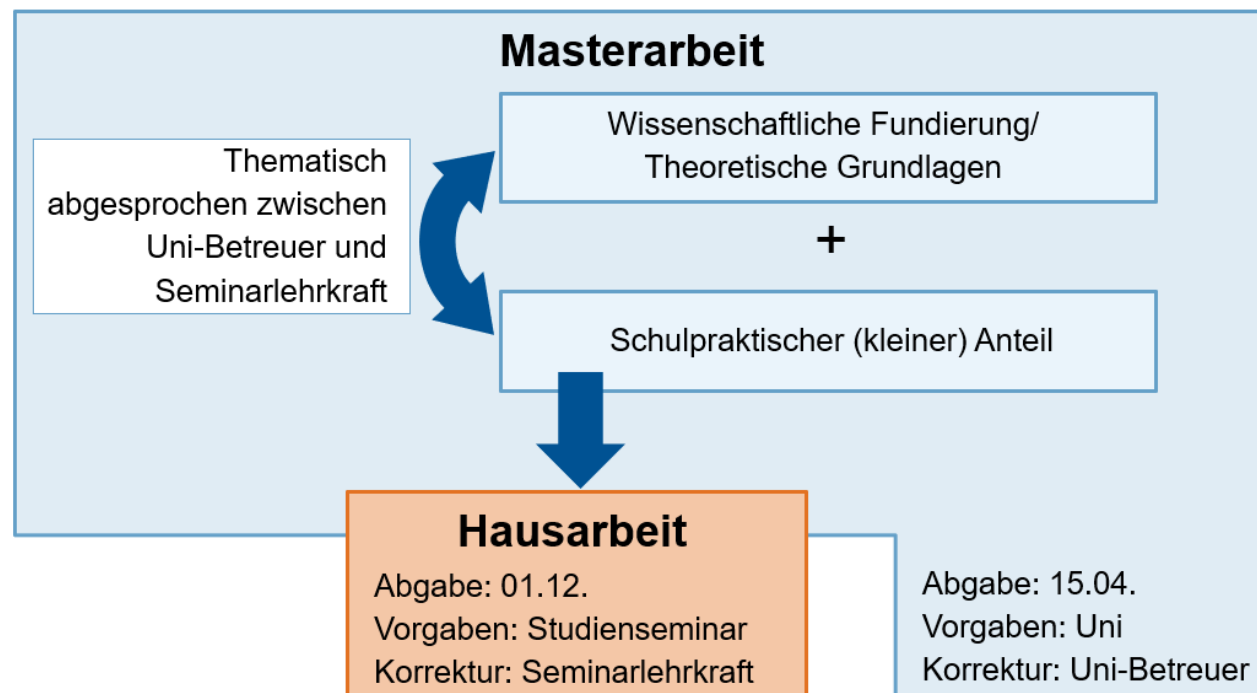 Masterarbeit
Wissenschaftliche Fundierung/
Theoretische Grundlagen
Thematisch
abgesprochen zwischen
Uni-Betreuer und
Seminarlehrkraft
+
Schulpraktischer (kleiner) Anteil
Hausarbeit
Abgabe: 01.12.
Vorgaben: Studienseminar
Korrektur: Seminarlehrkraft
Abgabe: 15.04.
Vorgaben: Uni
Korrektur: Uni-Betreuer